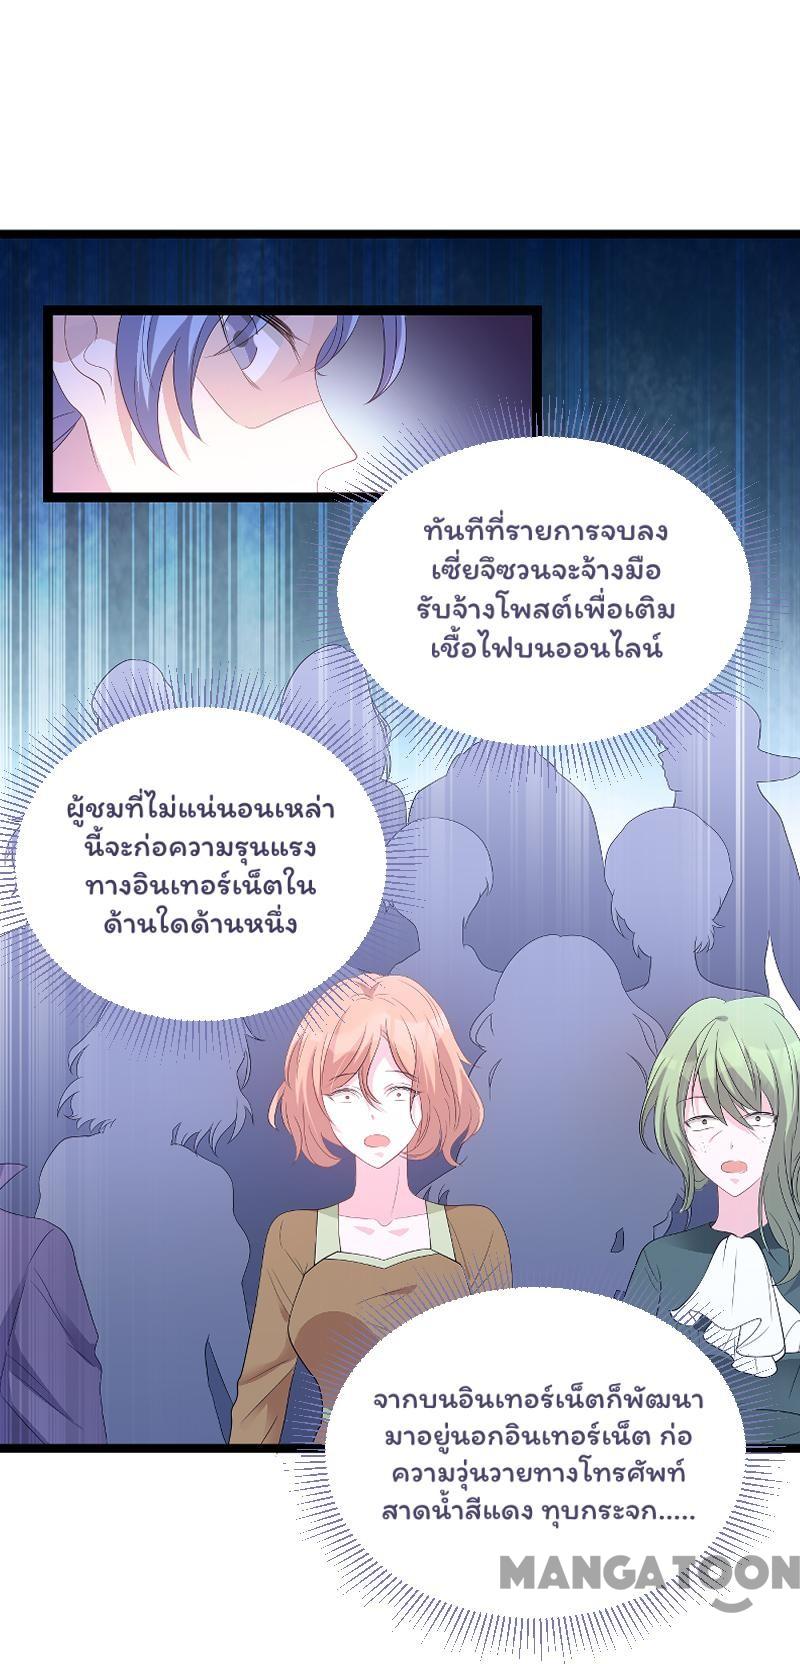 ทันทีที่รายการจบลง
เซี่ยจึซวนจะจ้างมือ
รับจ้างโพสต์เพื่อเติม
เชื้อไฟบนออนไลน์
ผู้ชมที่ไม่แน่นอนเหล่า
นี้จะก่อความรุนแรง
ทางอินเทอร์เน็ตใน
ด้านใดด้านหนึ่ง
จากบนอินเทอร์เน็ตก็พัฒนา
มาอยู่นอกอินเทอร์เน็ต ก่อ
ความวุ่นวายทางโทรศัพท์
สาดน้ำสีแดง ทุบกระจก.....
MANGATOON